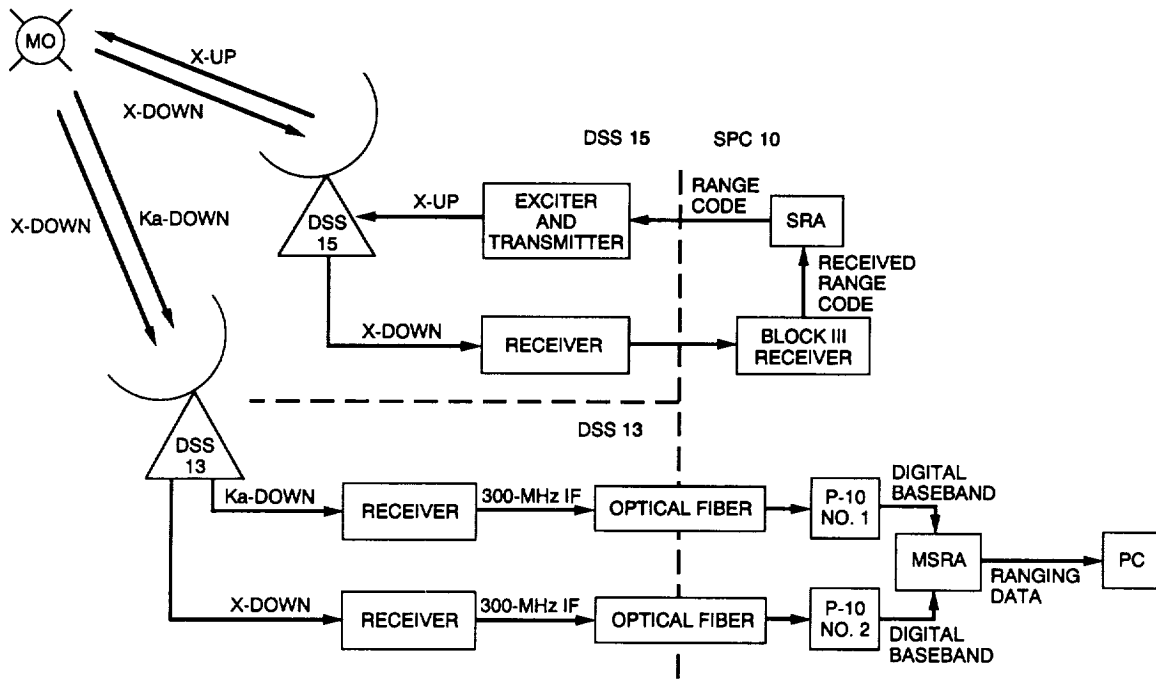 MO
X-UP
X-DOWN
X-DOWN
Ka-DOWN
DSS 15
SPC 10
DSS
15
X-UP
EXCITER
AND
TRANSMITTER
RANGE
CODE
SRA
RECEIVED
RANGE
CODE
X-DOWN
RECEIVER
BLOCK III
RECEIVER
DSS 13
DSS
13
Ka-DOWN
RECEIVER
300-MHz IF
OPTICAL FIBER
P-10
NO. 1
DIGITAL
BASEBAND
MSRA
RANGING
DATA
PC
X-DOWN
RECEIVER
300-MHz IF
OPTICAL FIBER
P-10
NO. 2
DIGITAL
BASEBAND